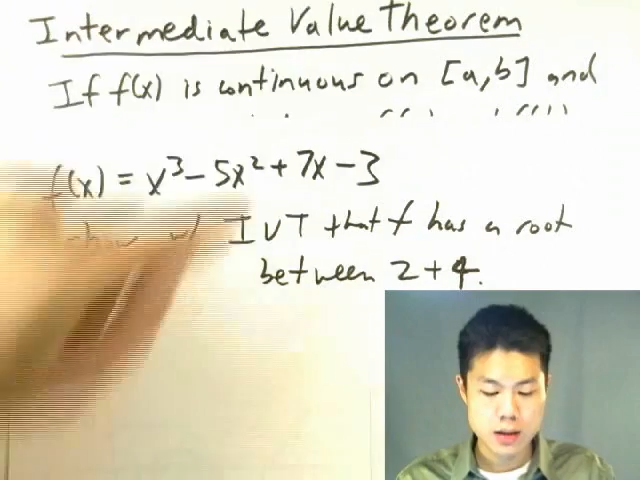 Intermediate Value Theorem
If f(x) is continuous on [a,b] and
f(x) = x³ - 5x² + 7x - 3
show w/ IVT that f has a root
between 2 + 4.